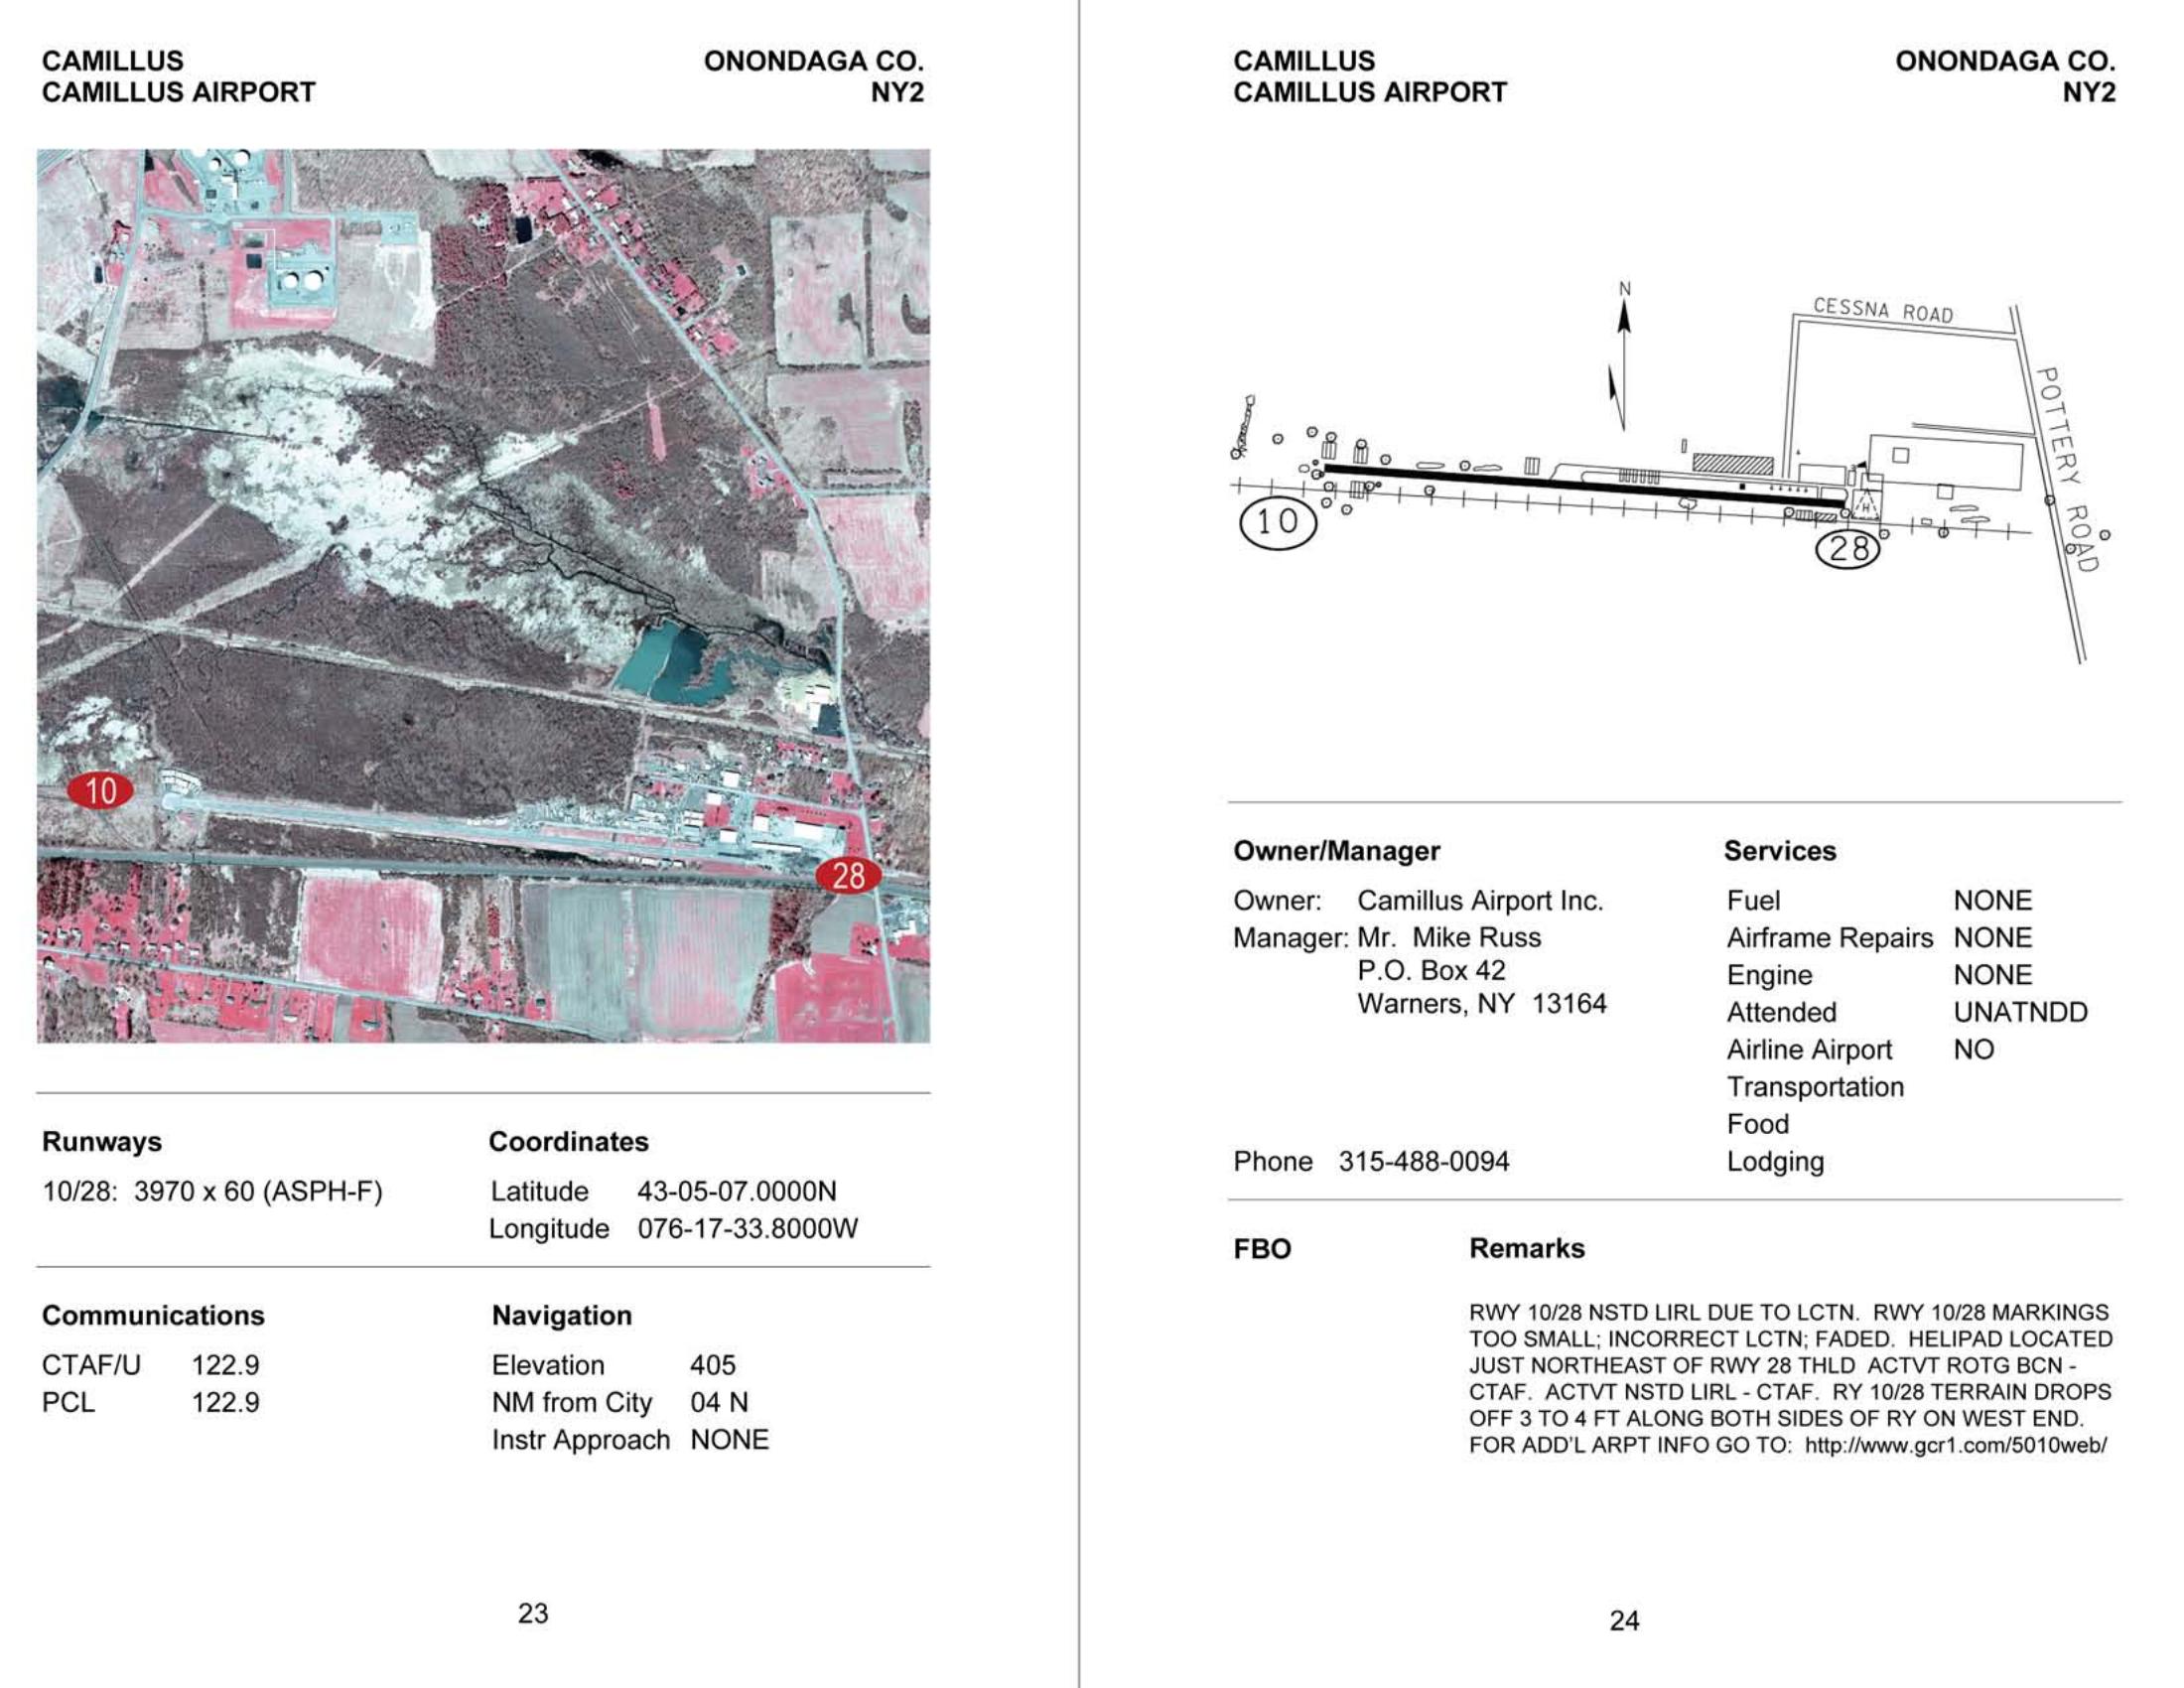 CAMILLUS
CAMILLUS AIRPORT
ONONDAGA CO.
NY2
10
28
Runways
10/28: 3970 x 60 (ASPH-F)
Coordinates
Latitude 43-05-07.0000N
Longitude 076-17-33.8000W
Communications
CTAF/U 122.9
PCL 122.9
Navigation
Elevation 405
NM from City 04 N
Instr Approach NONE
23
CAMILLUS
CAMILLUS AIRPORT
ONONDAGA CO.
NY2
N
CESSNA ROAD
POTTERY ROAD
H
10
28
Owner/Manager
Owner: Camillus Airport Inc.
Manager: Mr. Mike Russ
P.O. Box 42
Warners, NY 13164
Phone 315-488-0094
Services
Fuel NONE
Airframe Repairs NONE
Engine NONE
Attended UNATNDD
Airline Airport NO
Transportation
Food
Lodging
FBO
Remarks
RWY 10/28 NSTD LIRL DUE TO LCTN. RWY 10/28 MARKINGS
TOO SMALL; INCORRECT LCTN; FADED. HELIPAD LOCATED
JUST NORTHEAST OF RWY 28 THLD ACTVT ROTG BCN -
CTAF. ACTVT NSTD LIRL - CTAF. RY 10/28 TERRAIN DROPS
OFF 3 TO 4 FT ALONG BOTH SIDES OF RY ON WEST END.
FOR ADD'L ARPT INFO GO TO: http://www.gcr1.com/5010web/
24